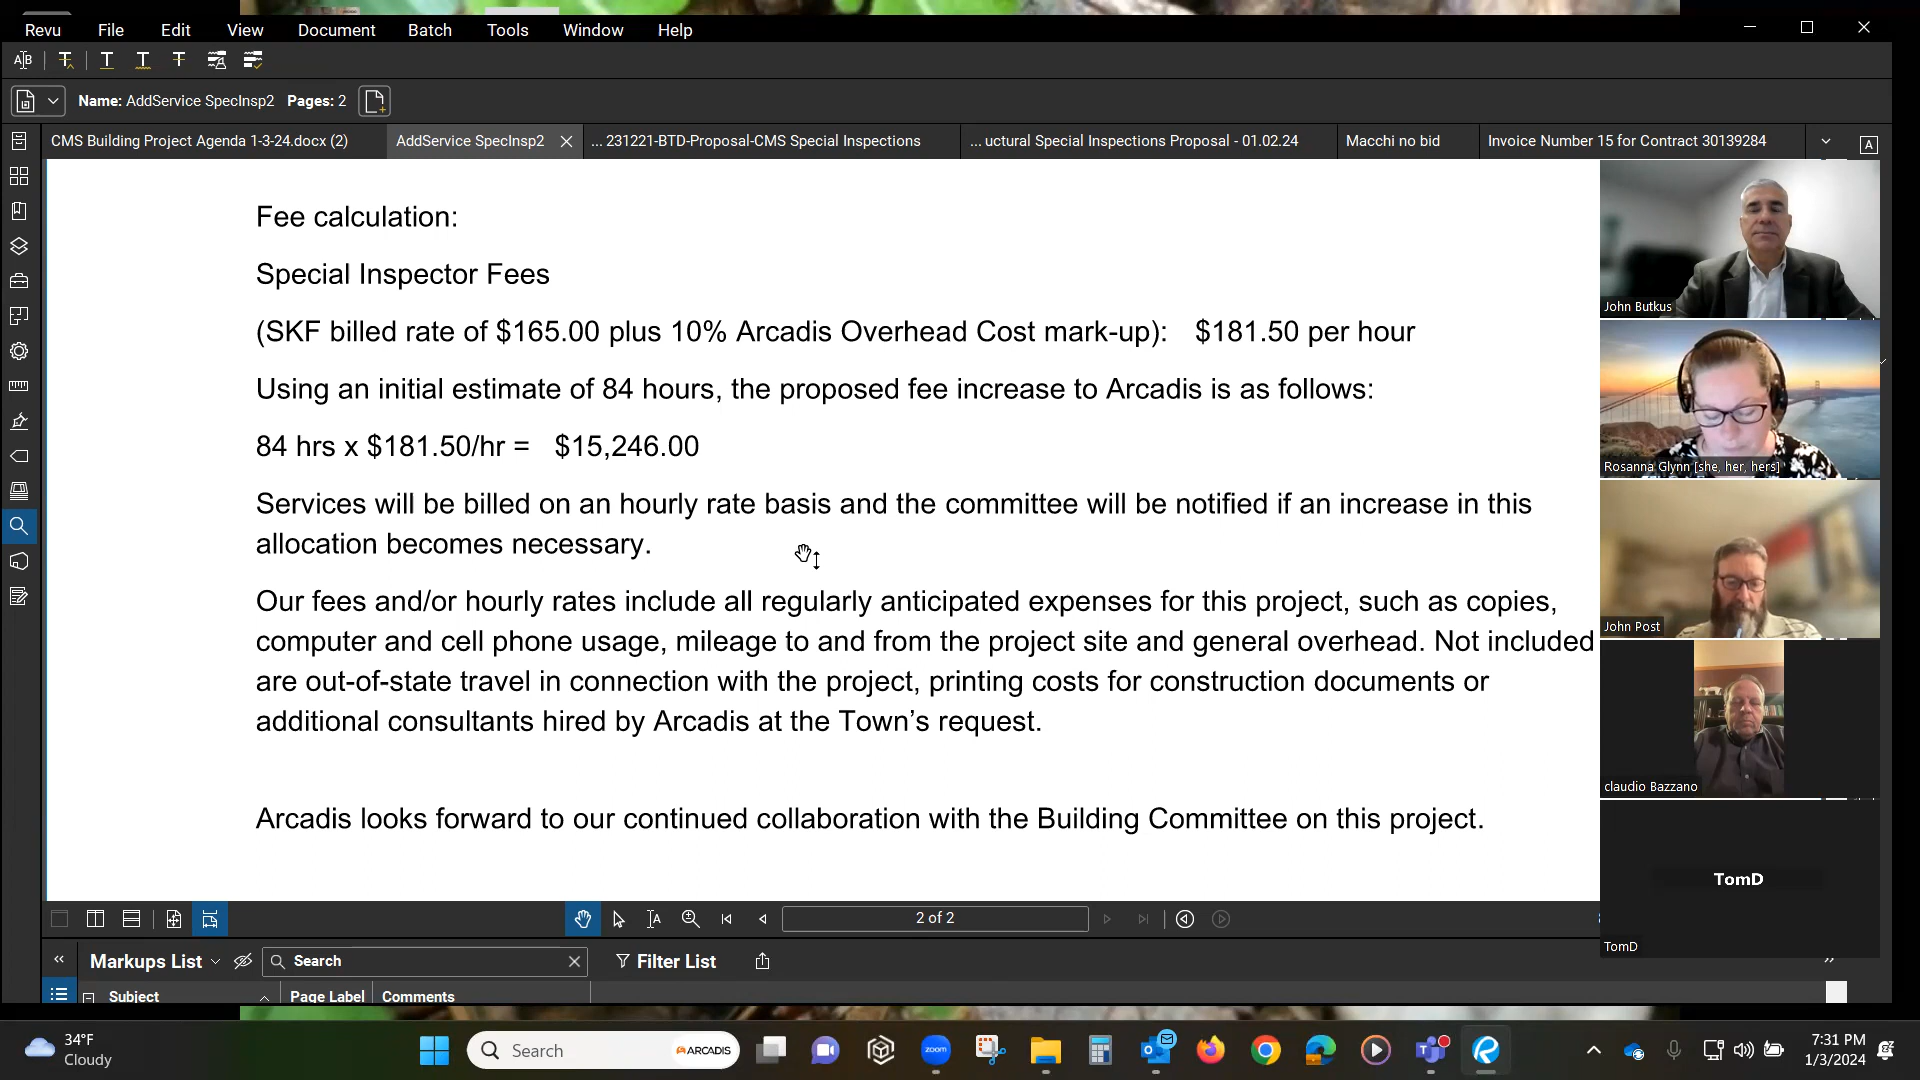 Revu File Edit View Document Batch Tools Window Help
Name: AddService SpecInsp2 Pages: 2
CMS Building Project Agenda 1-3-24.docx (2)
AddService SpecInsp2
... 231221-BTD-Proposal-CMS Special Inspections
... uctural Special Inspections Proposal - 01.02.24
Macchi no bid
Invoice Number 15 for Contract 30139284
Fee calculation:
Special Inspector Fees
(SKF billed rate of $165.00 plus 10% Arcadis Overhead Cost mark-up): $181.50 per hour
Using an initial estimate of 84 hours, the proposed fee increase to Arcadis is as follows:
84 hrs x $181.50/hr = $15,246.00
Services will be billed on an hourly rate basis and the committee will be notified if an increase in this
allocation becomes necessary.
Our fees and/or hourly rates include all regularly anticipated expenses for this project, such as copies,
computer and cell phone usage, mileage to and from the project site and general overhead. Not included
are out-of-state travel in connection with the project, printing costs for construction documents or
additional consultants hired by Arcadis at the Town's request.
Arcadis looks forward to our continued collaboration with the Building Committee on this project.
John Butkus
Rosanna Glynn [she, her, hers]
John Post
claudio Bazzano
TomD
TomD
2 of 2
Markups List
Search
Filter List
Subject
Page Label
Comments
34°F
Cloudy
Search
ARCADIS
zoom
7:31 PM
1/3/2024